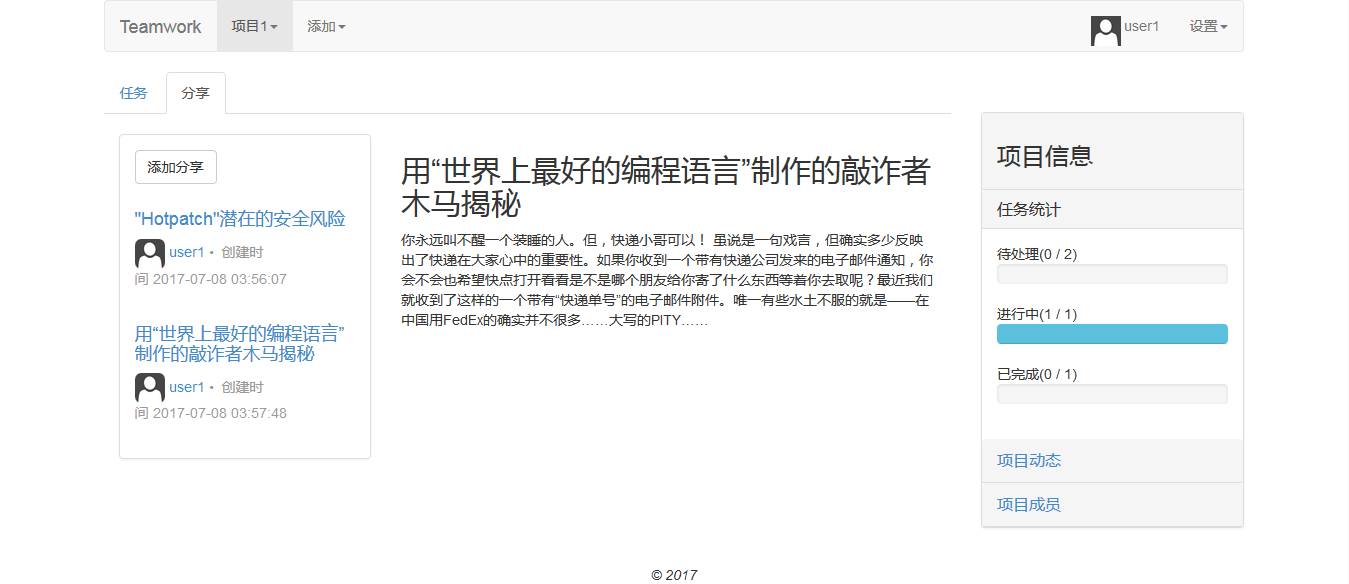 Teamwork 项目1 添加 user1 设置
任务 分享
添加分享
"Hotpatch"潜在的安全风险
user1 • 创建时
间 2017-07-08 03:56:07
用“世界上最好的编程语言”
制作的敲诈者木马揭秘
user1 • 创建时
间 2017-07-08 03:57:48
用“世界上最好的编程语言”制作的敲诈者
木马揭秘
你永远叫不醒一个装睡的人。但，快递小哥可以！ 虽说是一句戏言，但确实多少反映
出了快递在大家心中的重要性。如果你收到一个带有快递公司发来的电子邮件通知，你
会不会也希望快点打开看看是不是哪个朋友给你寄了什么东西等着你去取呢？最近我们
就收到了这样的一个带有“快递单号”的电子邮件附件。唯一有些水土不服的就是——在
中国用FedEx的确实并不很多……大写的PITY……
项目信息
任务统计
待处理(0 / 2)
进行中(1 / 1)
已完成(0 / 1)
项目动态
项目成员
© 2017